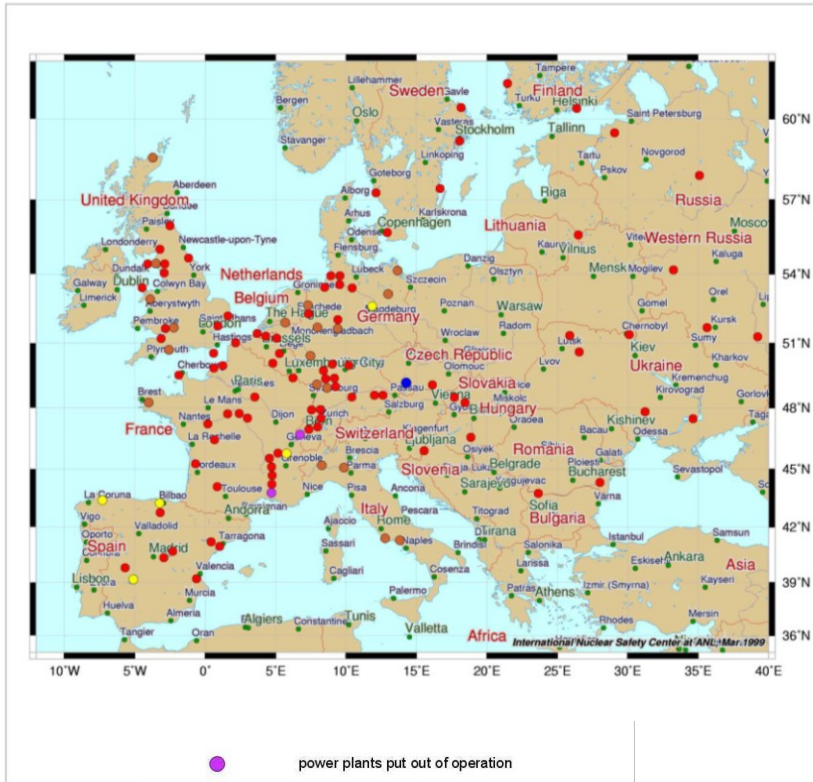 Tampere
Lillehammer
Sweden
Gavle
Finland
Turku
Helsinki
Bergen
Oslo
Saint Petersburg
60°N
Vasteras
Stockholm
Tallinn
Stavanger
Linkoping
Tartu
Novgorod
Pskov
Goteborg
Aberdeen
Alborg
Riga
Russia
57°N
United Kingdom
Karlskrona
Paisley
Arhus
Copenhagen
Lithuania
Odense
Moscow
Londonderry
Newcastle-upon-Tyne
Flensburg
Kaunas
Vilnius
Western Russia
Kaluga
Dundalk
York
Netherlands
Lubeck
Danzig
Mensk
Mogilev
54°N
Galway
Dublin
Colwyn Bay
Groningen
Szczecin
Olsztyn
Limerick
Belgium
Orel
Aberystwyth
Poznan
Warsaw
Gomel
Kursk
Pembroke
London
The Hague
Germany
Radom
Chernobyl
Hastings
Wroclaw
Sumy
51°N
Plymouth
Kiev
Czech Republic
Lvov
Kharkov
Olomuc
Ukraine
Paris
Passau
Slovakia
Kremenchug
Brest
Le Mans
Vienna
Kirovograd
Salzburg
Hungary
48°N
Nantes
Dijon
Oradea
Kishinev
France
Switzerland
Bacau
Odessa
La Rochelle
Geneva
Ljubljana
Osiyek
Romania
Grenoble
Brescia
Galati
Bordeaux
Parma
Slovenia
Belgrade
Ploiesti
45°N
Bucharest
Sevastopol
La Coruna
Bilbao
Toulouse
Nice
Pisa
Ancona
Sarajevo
Varna
Vigo
Andorra
Italy
Pescara
Sofia
Valladolid
Titograd
Bulgaria
42°N
Oporto
Ajaccio
Rome
Samsun
Spain
Madrid
Tarragona
Naples
Tirana
Istanbul
Sassari
Brindisi
Salonika
Ankara
Asia
Lisbon
Valencia
Cagliari
Cosenza
Larissa
Kayseri
39°N
Murcia
Palermo
Patras
Athens
Izmir (Smyrna)
Huelva
Almeria
Algiers
Constantine
Tunis
Rhodes
Mersin
Tangier
Oran
Valletta
Africa
36°N
International Nuclear Safety Center at ANL, Mar 1999
10°W 5°W 0° 5°E 10°E 15°E 20°E 25°E 30°E 35°E 40°E
power plants put out of operation